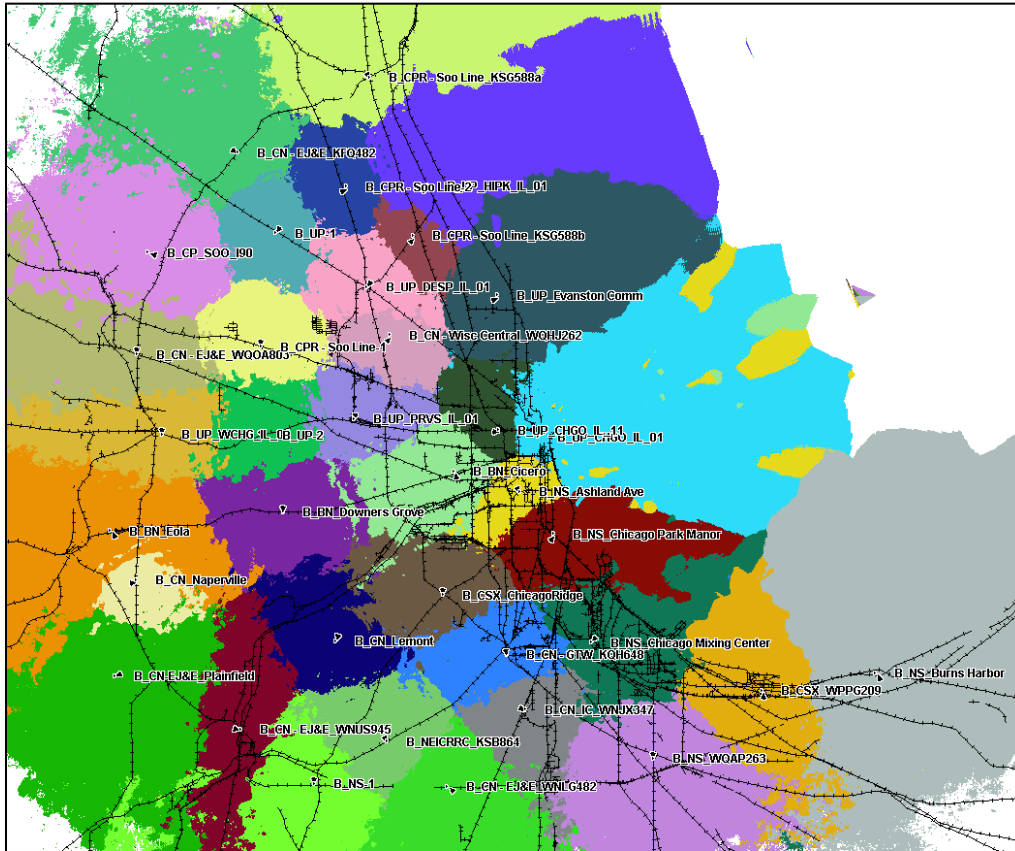 B_CPR - Soo Line_KSG588a
B_CN - EJ&E_KFQ482
B_CPR - Soo Line
P_HIPK_IL_01
B_UP-1
B_CPR - Soo Line_KSG588b
B_CP_SOO_I90
B_UP_DESP_IL_01
B_UP_Evanston Comm
B_CN - Wisc Central_WQHJ262
B_CPR - Soo Line-1
B_CN - EJ&E_WQOA803
B_UP_PRVS_IL_01
B_UP_CHGO_IL_11
B_UP_CHGO_IL_01
B_UP_WCHG_IL_0
B_UP-2
B_BN_Cicero
B_NS_Ashland Ave
B_BN_Downers Grove
B_BN_Eola
B_NS_Chicago Park Manor
B_CN_Naperville
B_CSX_ChicagoRidge
B_CN_Lemont
B_NS_Chicago Mixing Center
B_CN - GTW_KQH648
B_CN EJ&E_Plainfield
B_NS_Burns Harbor
B_CSX_WPPG209
B_CN_IC_WNJX347
B_CN - EJ&E_WNUS945
B_NEICRRC_KSB864
B_NS_WQAP263
B_NS-1
B_CN - EJ&E_WNLG482